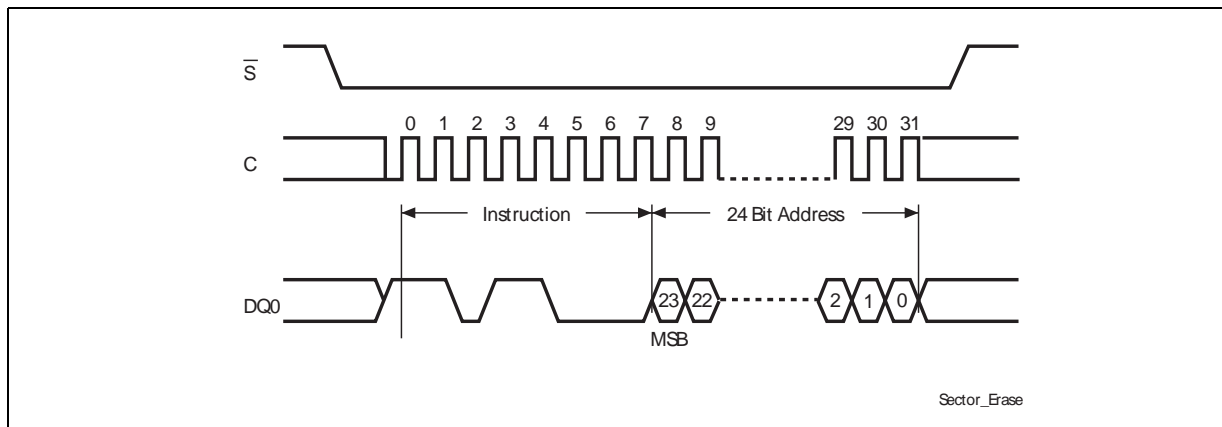 S
0 1 2 3 4 5 6 7 8 9 29 30 31
C
Instruction 24 Bit Address
DQ0 23 22 2 1 0
MSB
Sector_Erase